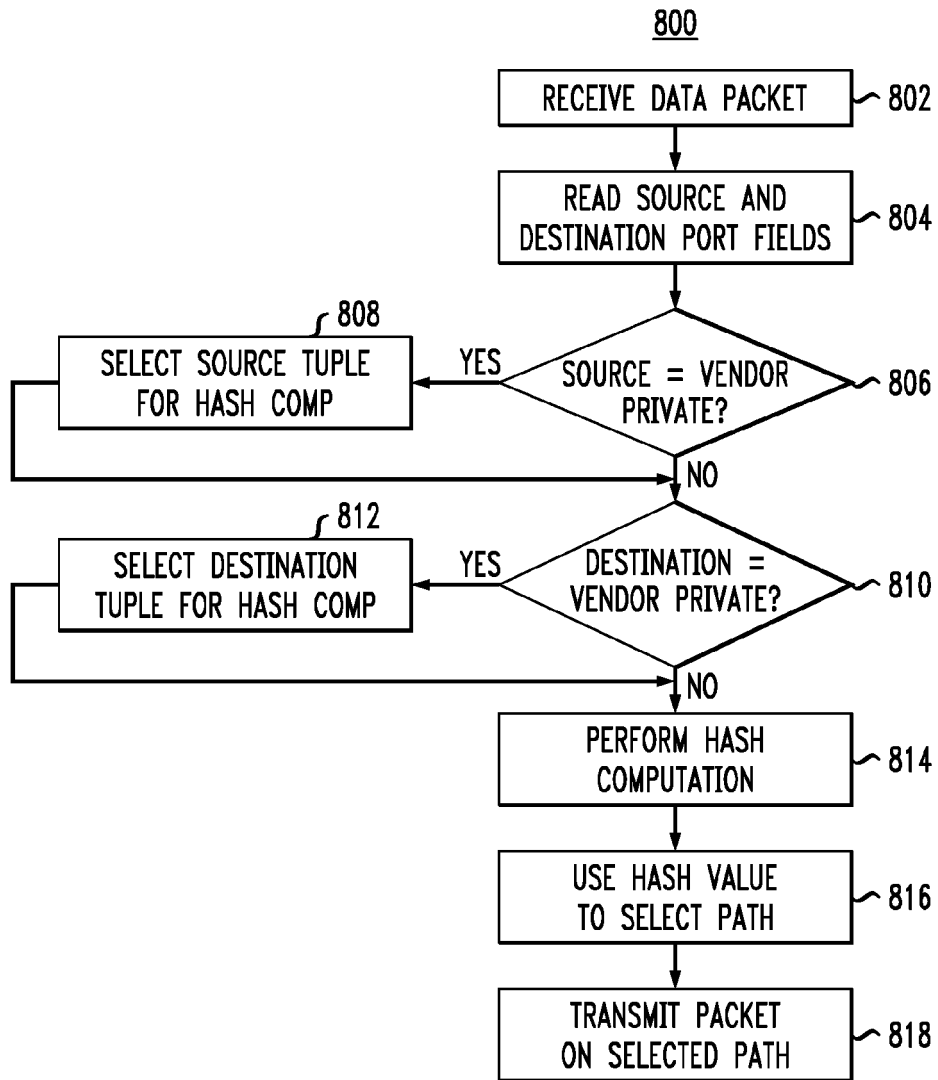 800
RECEIVE DATA PACKET
802
READ SOURCE AND
DESTINATION PORT FIELDS
804
808
SELECT SOURCE TUPLE
FOR HASH COMP
YES
SOURCE = VENDOR
PRIVATE?
806
NO
812
SELECT DESTINATION
TUPLE FOR HASH COMP
YES
DESTINATION =
VENDOR PRIVATE?
810
NO
PERFORM HASH
COMPUTATION
814
USE HASH VALUE
TO SELECT PATH
816
TRANSMIT PACKET
ON SELECTED PATH
818